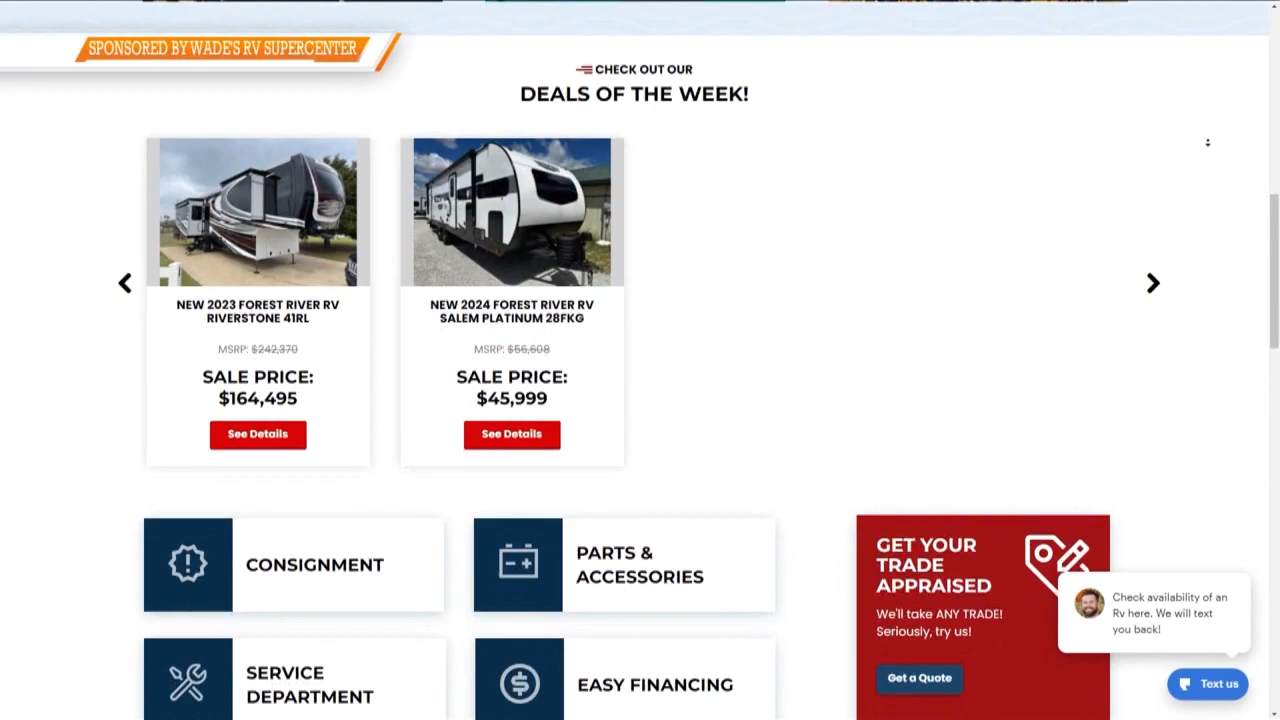 SPONSORED BY WADE'S RV SUPERCENTER
CHECK OUT OUR
DEALS OF THE WEEK!
NEW 2023 FOREST RIVER RV
RIVERSTONE 41RL
MSRP: $242,370
SALE PRICE:
$164,495
See Details
NEW 2024 FOREST RIVER RV
SALEM PLATINUM 28FKG
MSRP: $56,608
SALE PRICE:
$45,999
See Details
CONSIGNMENT
PARTS &
ACCESSORIES
SERVICE
DEPARTMENT
EASY FINANCING
GET YOUR
TRADE
APPRAISED
We'll take ANY TRADE!
Seriously, try us!
Get a Quote
Check availability of an
Rv here. We will text
you back!
Text us